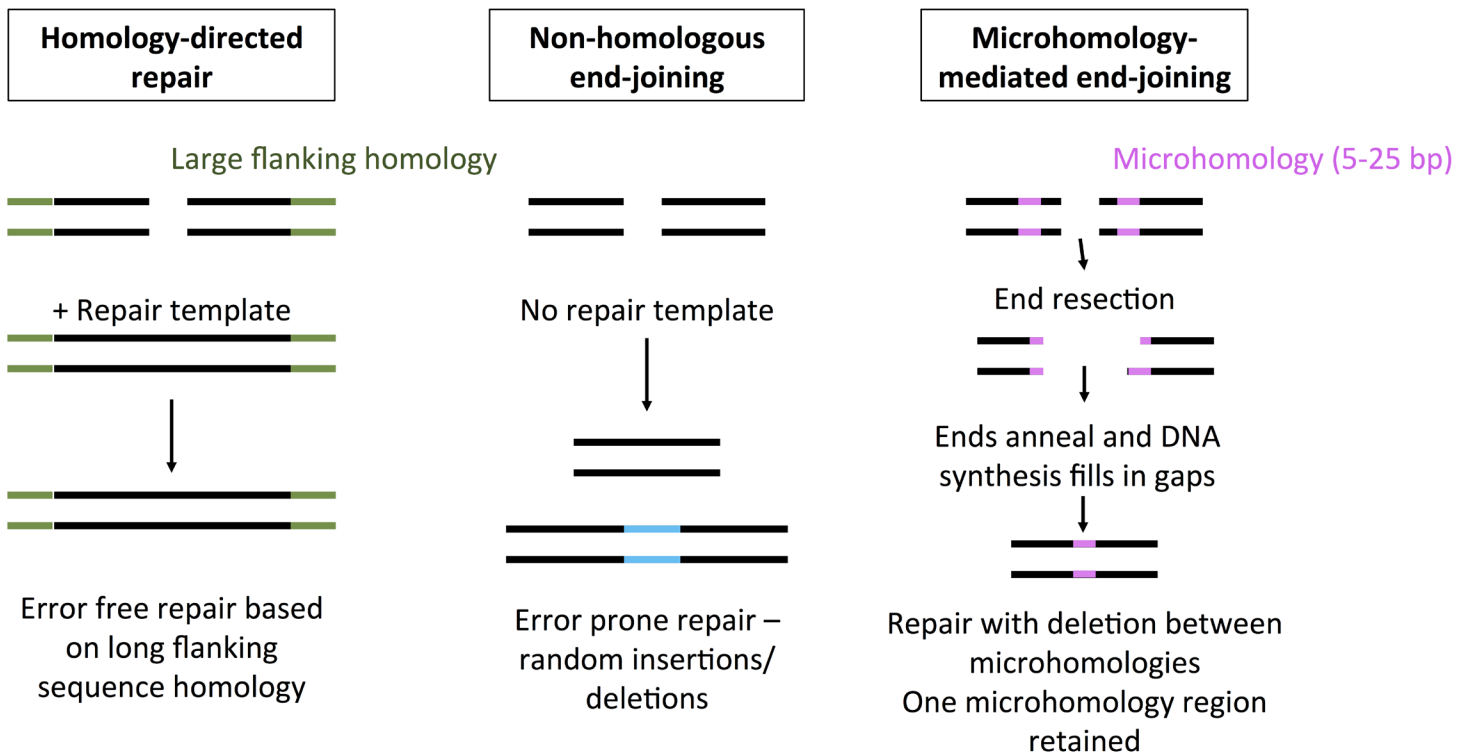 Homology-directed
repair
Large flanking homology
+ Repair template
Error free repair based
on long flanking
sequence homology
Non-homologous
end-joining
No repair template
Error prone repair –
random insertions/
deletions
Microhomology-
mediated end-joining
Microhomology (5-25 bp)
End resection
Ends anneal and DNA
synthesis fills in gaps
Repair with deletion between
microhomologies
One microhomology region
retained